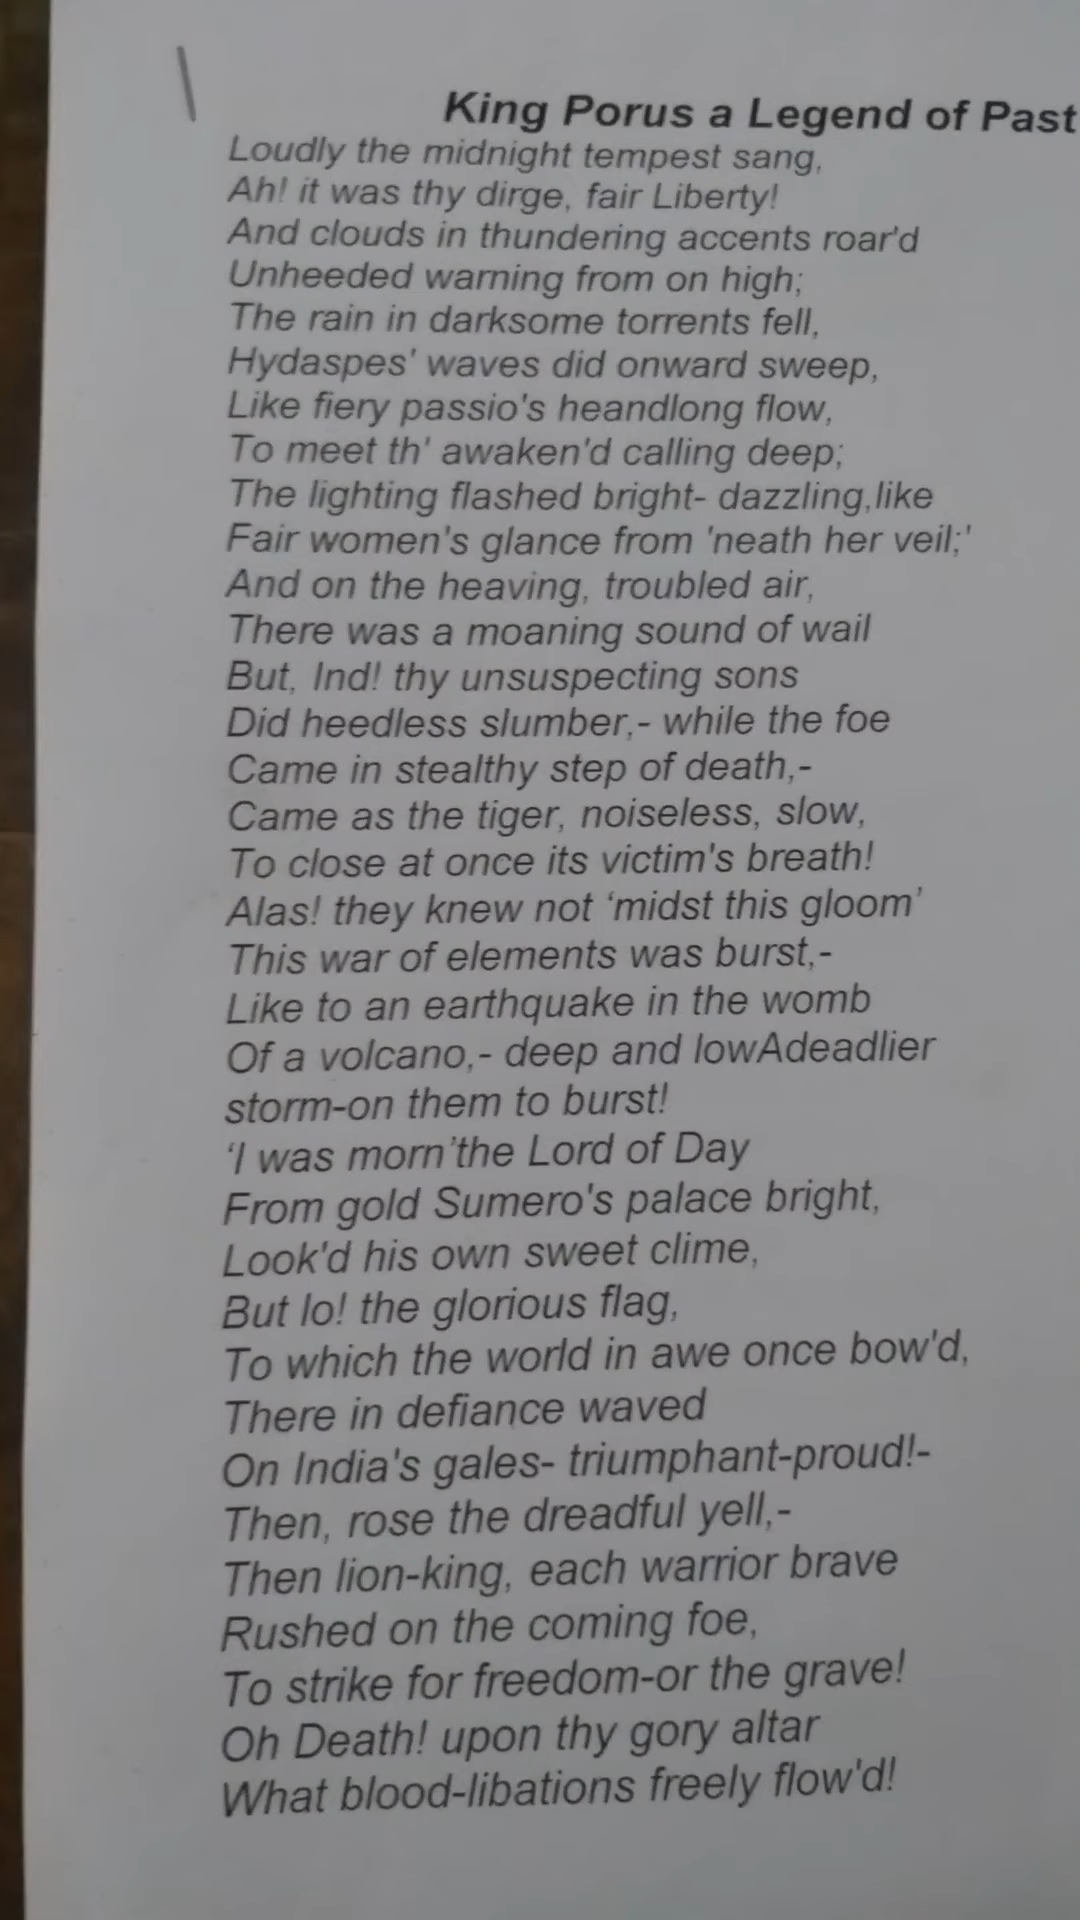 King Porus a Legend of Past
Loudly the midnight tempest sang,
Ah! it was thy dirge, fair Liberty!
And clouds in thundering accents roar'd
Unheeded warning from on high;
The rain in darksome torrents fell,
Hydaspes' waves did onward sweep,
Like fiery passio's heandlong flow,
To meet th' awaken'd calling deep;
The lighting flashed bright- dazzling,like
Fair women's glance from 'neath her veil;'
And on the heaving, troubled air,
There was a moaning sound of wail
But, Ind! thy unsuspecting sons
Did heedless slumber,- while the foe
Came in stealthy step of death,-
Came as the tiger, noiseless, slow,
To close at once its victim's breath!
Alas! they knew not ‘midst this gloom’
This war of elements was burst,-
Like to an earthquake in the womb
Of a volcano,- deep and lowAdeadlier
storm-on them to burst!
‘I was morn’the Lord of Day
From gold Sumero's palace bright,
Look'd his own sweet clime,
But lo! the glorious flag,
To which the world in awe once bow'd,
There in defiance waved
On India's gales- triumphant-proud!-
Then, rose the dreadful yell,-
Then lion-king, each warrior brave
Rushed on the coming foe,
To strike for freedom-or the grave!
Oh Death! upon thy gory altar
What blood-libations freely flow'd!